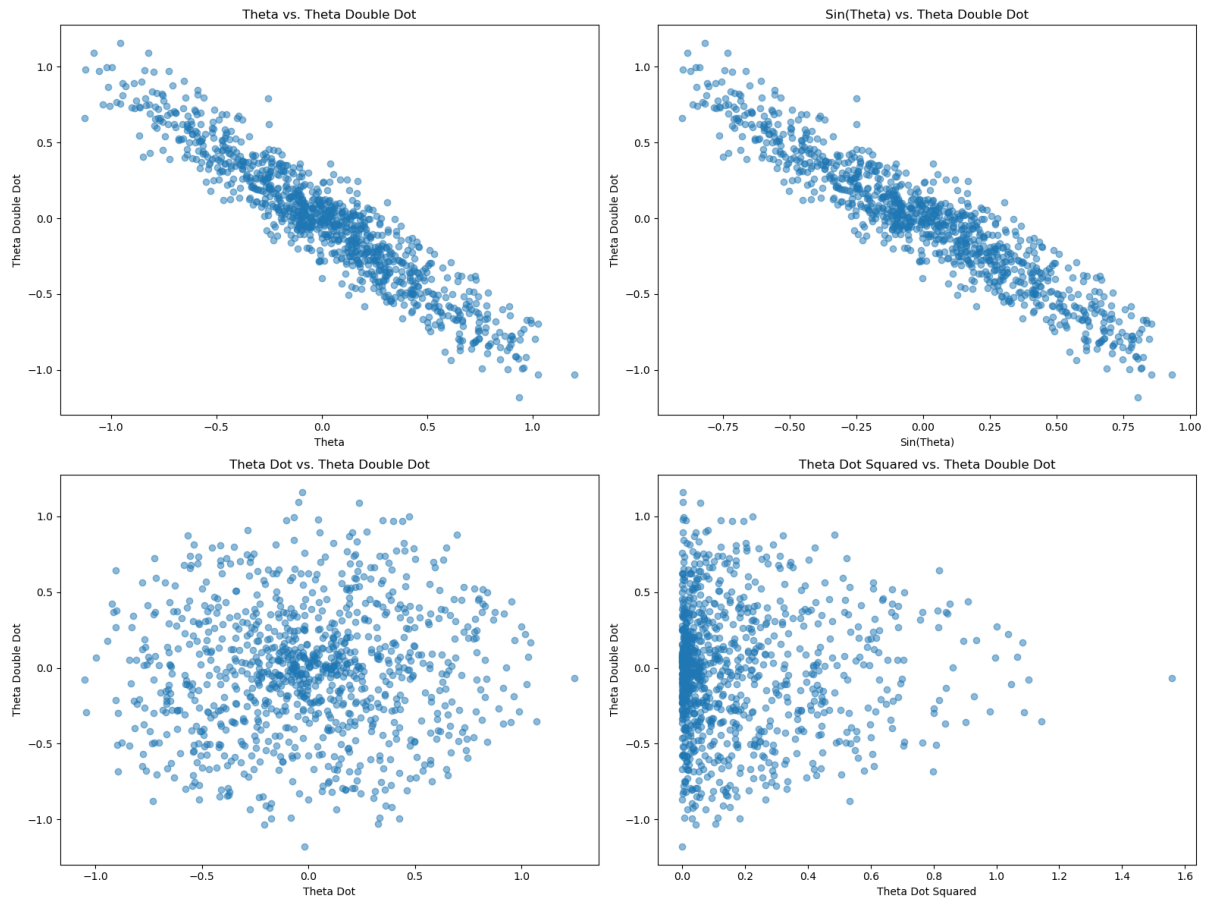 Theta vs. Theta Double Dot
Theta Double Dot
1.0
0.5
0.0
−0.5
−1.0
−1.0 −0.5 0.0 0.5 1.0
Theta
Sin(Theta) vs. Theta Double Dot
Theta Double Dot
1.0
0.5
0.0
−0.5
−1.0
−0.75 −0.50 −0.25 0.00 0.25 0.50 0.75 1.00
Sin(Theta)
Theta Dot vs. Theta Double Dot
Theta Double Dot
1.0
0.5
0.0
−0.5
−1.0
−1.0 −0.5 0.0 0.5 1.0
Theta Dot
Theta Dot Squared vs. Theta Double Dot
Theta Double Dot
1.0
0.5
0.0
−0.5
−1.0
0.0 0.2 0.4 0.6 0.8 1.0 1.2 1.4 1.6
Theta Dot Squared